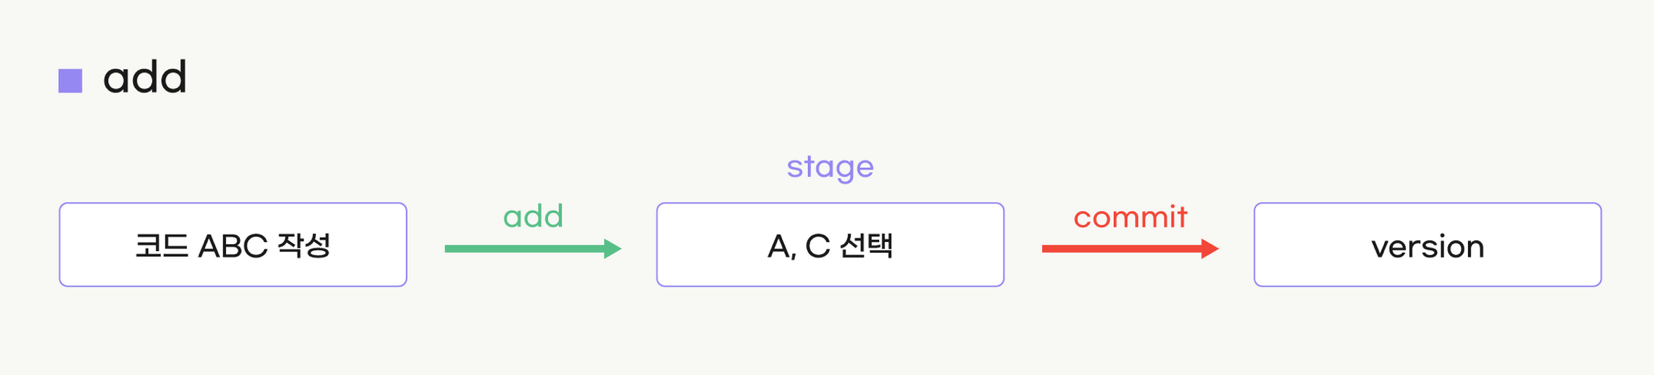 add
stage
코드 ABC 작성
add
A, C 선택
commit
version